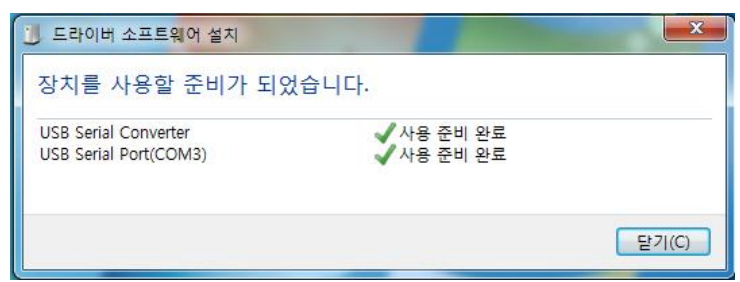 드라이버 소프트웨어 설치
x
장치를 사용할 준비가 되었습니다.
USB Serial Converter 사용 준비 완료
USB Serial Port(COM3) 사용 준비 완료
닫기(C)